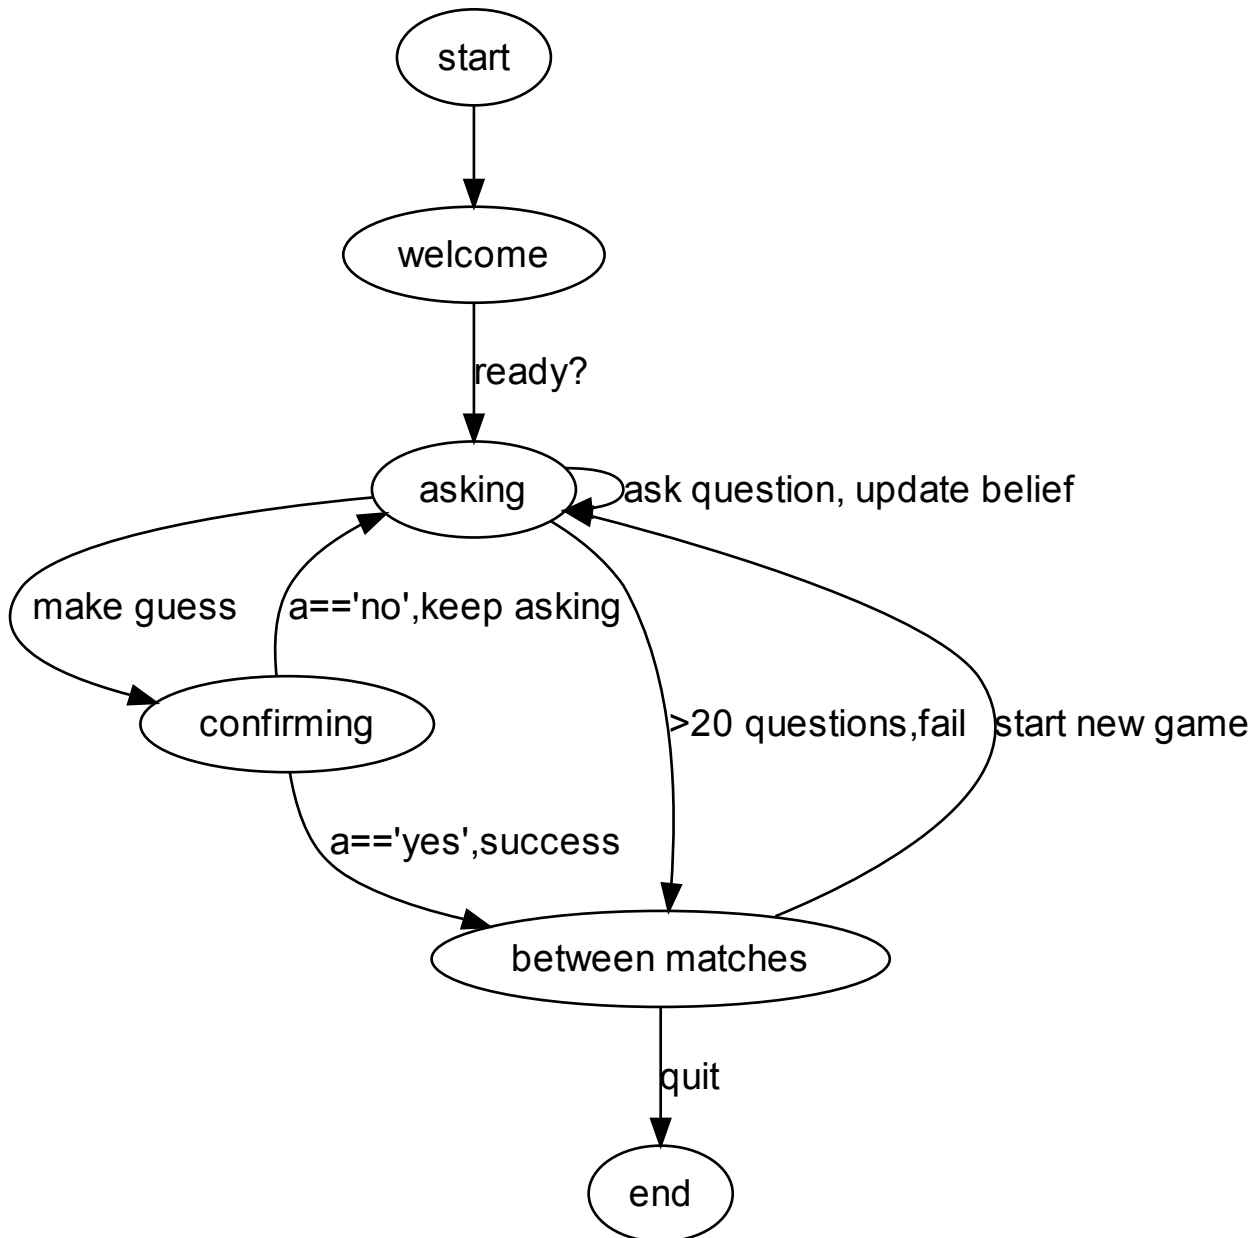 start
welcome
ready?
asking
ask question, update belief
make guess
a=='no',keep asking
confirming
>20 questions,fail
start new game
a=='yes',success
between matches
quit
end